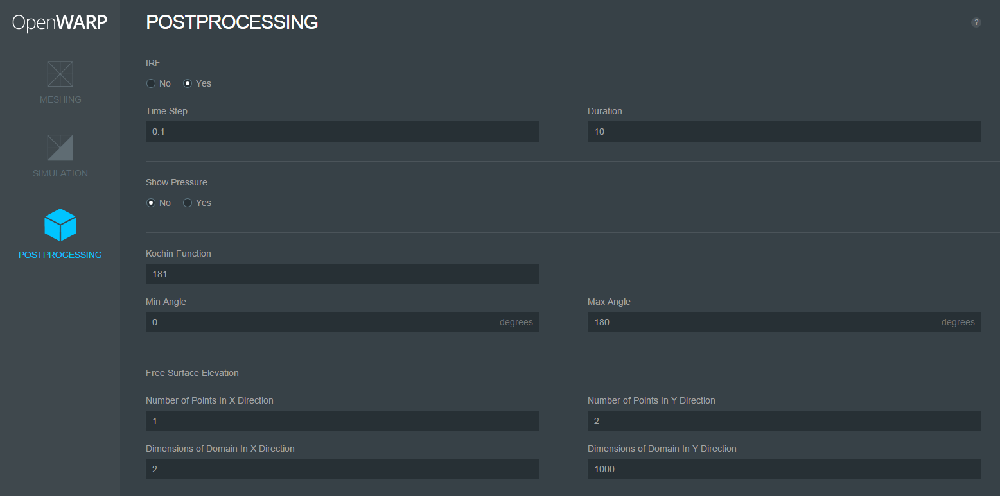 OpenWARP
MESHING
SIMULATION
POSTPROCESSING
POSTPROCESSING
?
IRF
No Yes
Time Step Duration
0.1 10
Show Pressure
No Yes
Kochin Function
181
Min Angle Max Angle
0 degrees 180 degrees
Free Surface Elevation
Number of Points In X Direction Number of Points In Y Direction
1 2
Dimensions of Domain In X Direction Dimensions of Domain In Y Direction
2 1000